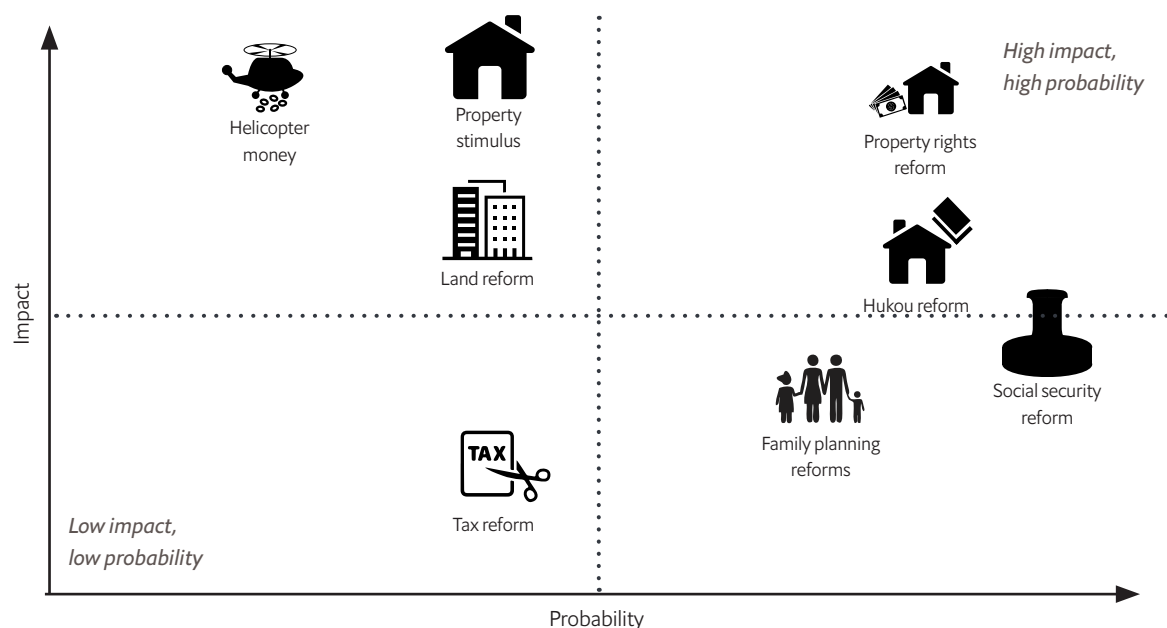 High impact,
high probability
Helicopter
money
Property
stimulus
Property rights
reform
Land reform
Hukou reform
Impact
Social security
reform
Family planning
reforms
TAX
Tax reform
Low impact,
low probability
Probability